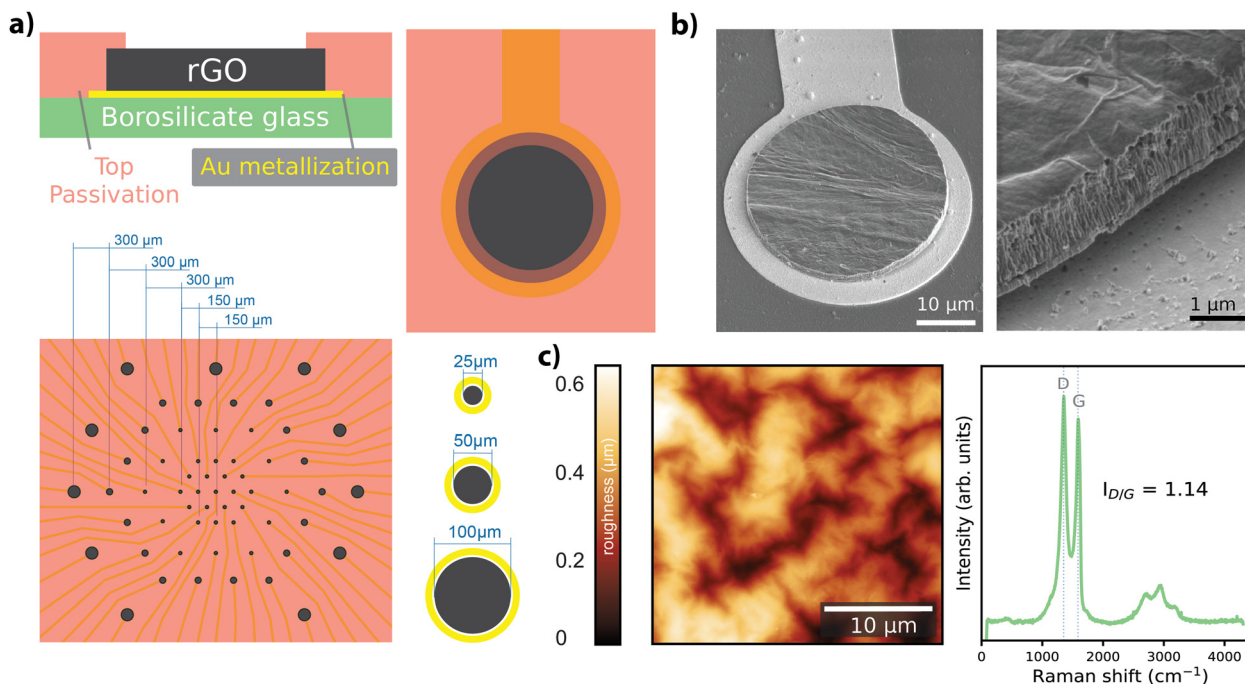 a)
rGO
Borosilicate glass
Top
Passivation
Au metallization
300 µm
300 µm
300 µm
150 µm
150 µm
25µm
50µm
100µm
b)
10 µm
1 µm
c)
0.6
0.4
0.2
0
roughness (µm)
10 µm
D
G
I_{D/G} = 1.14
Intensity (arb. units)
0 1000 2000 3000 4000
Raman shift (cm⁻¹)